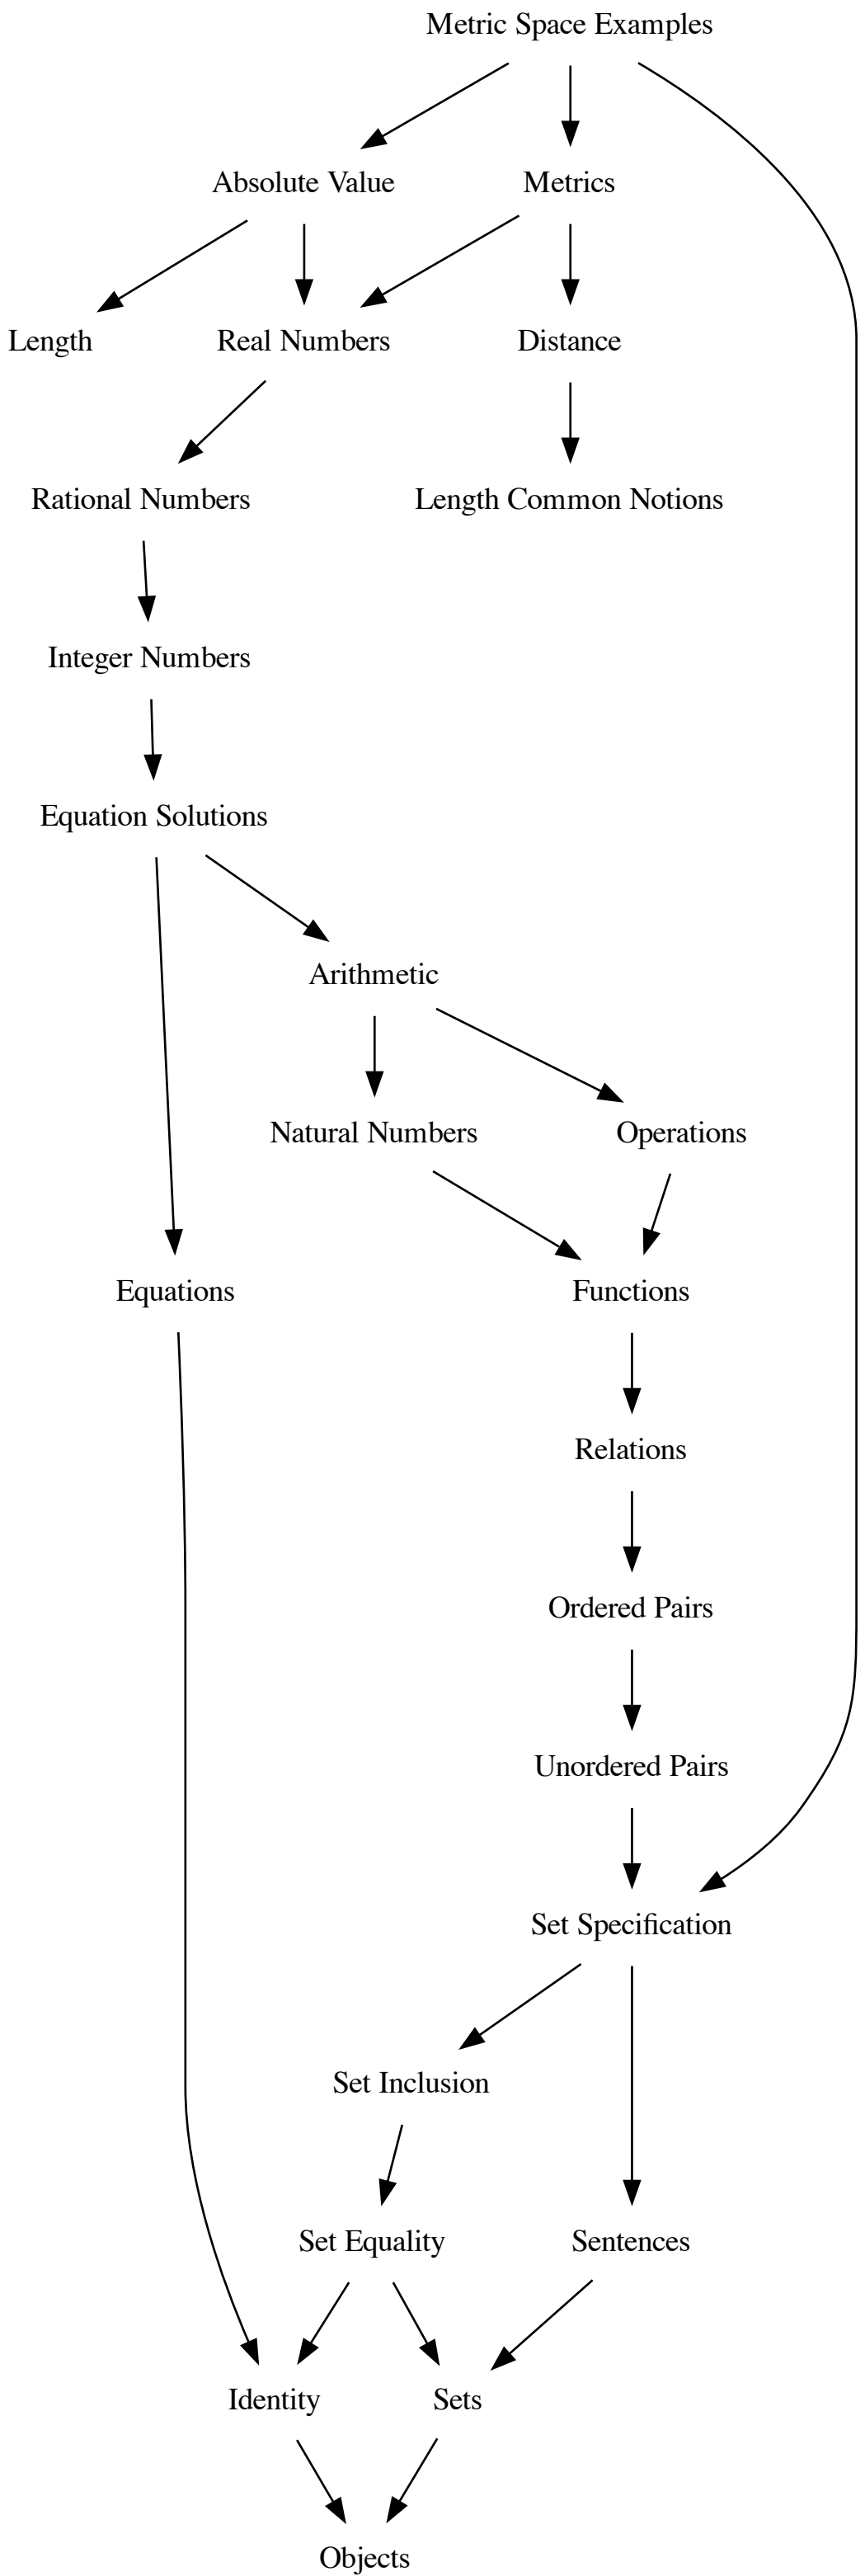 Metric Space Examples
Absolute Value
Metrics
Length
Real Numbers
Distance
Rational Numbers
Length Common Notions
Integer Numbers
Equation Solutions
Arithmetic
Natural Numbers
Operations
Equations
Functions
Relations
Ordered Pairs
Unordered Pairs
Set Specification
Set Inclusion
Set Equality
Sentences
Identity
Sets
Objects